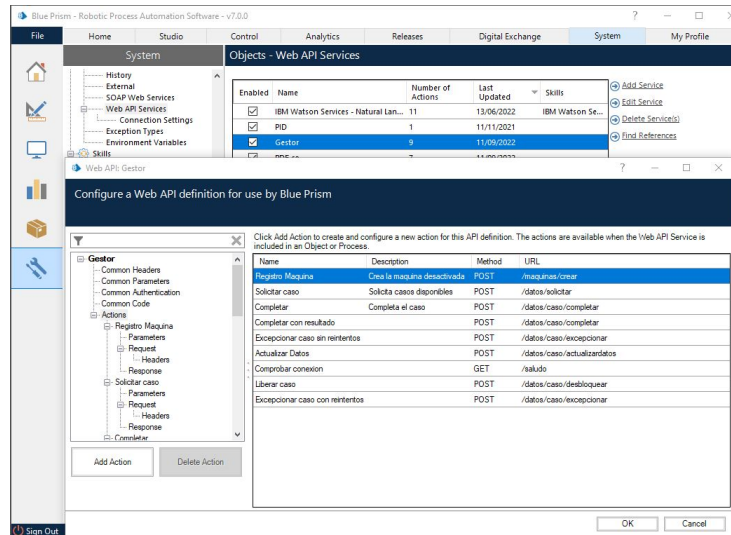 Blue Prism - Robotic Process Automation Software - v7.0.0
File Home Studio Control Analytics Releases Digital Exchange System My Profile
System
Objects - Web API Services
History
External
SOAP Web Services
Web API Services
Connection Settings
Exception Types
Environment Variables
Skills
Enabled Name Number of Actions Last Updated Skills
IBM Watson Services - Natural Lan... 11 13/06/2022 IBM Watson Se...
PID 1 11/11/2021
Gestor 9 11/09/2022
Add Service
Edit Service
Delete Service(s)
Find References
Web API: Gestor
Configure a Web API definition for use by Blue Prism
Click Add Action to create and configure a new action for this API definition. The actions are available when the Web API Service is
included in an Object or Process.
Gestor
Common Headers
Common Parameters
Common Authentication
Common Code
Actions
Registro Maquina
Parameters
Request
Headers
Response
Solicitar caso
Parameters
Request
Headers
Response
Completar
Name Description Method URL
Registro Maquina Crea la maquina desactivada POST /maquinas/crear
Solicitar caso Solicita casos disponibles POST /datos/solicitar
Completar Completa el caso POST /datos/caso/completar
Completar con resultado POST /datos/caso/completar
Excepcionar caso sin reintentos POST /datos/caso/excepcionar
Actualizar Datos POST /datos/caso/actualizardatos
Comprobar conexion GET /saludo
Liberar caso POST /datos/caso/desbloquear
Excepcionar caso con reintentos POST /datos/caso/excepcionar
Add Action
Delete Action
OK
Cancel
Sign Out